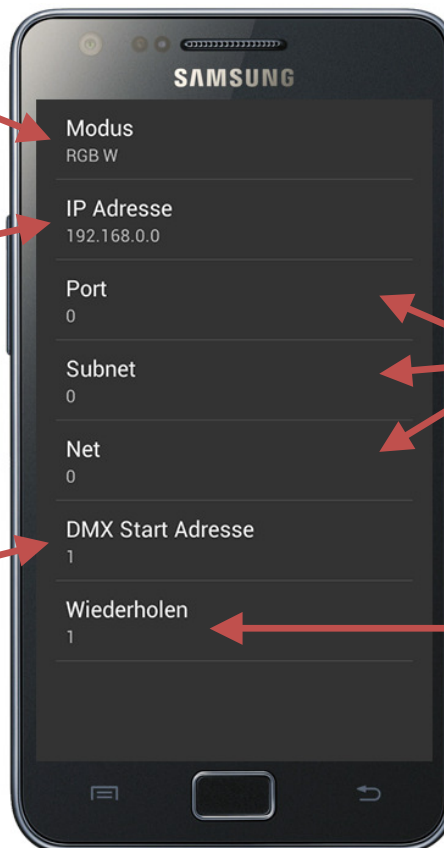 SAMSUNG
Modus
RGB W
IP Adresse
192.168.0.0
Port
0
Subnet
0
Net
0
DMX Start Adresse
1
Wiederholen
1